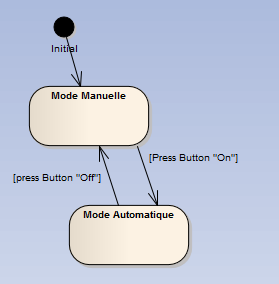 Initial
Mode Manuelle
[Press Button "On"]
[press Button "Off"]
Mode Automatique